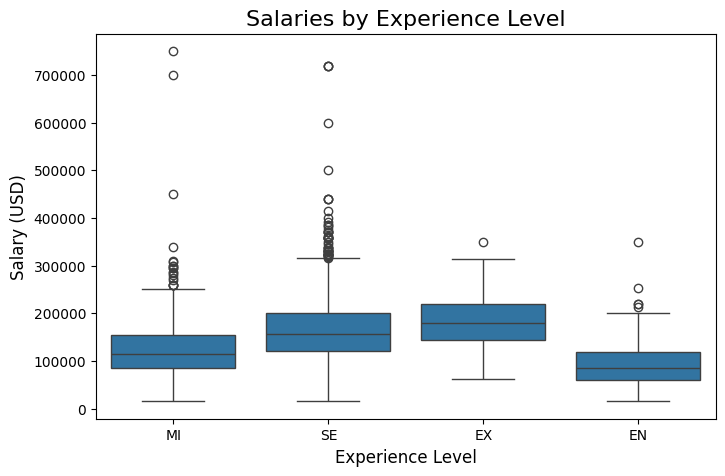 Salaries by Experience Level
Salary (USD)
700000
600000
500000
400000
300000
200000
100000
0
MI SE EX EN
Experience Level